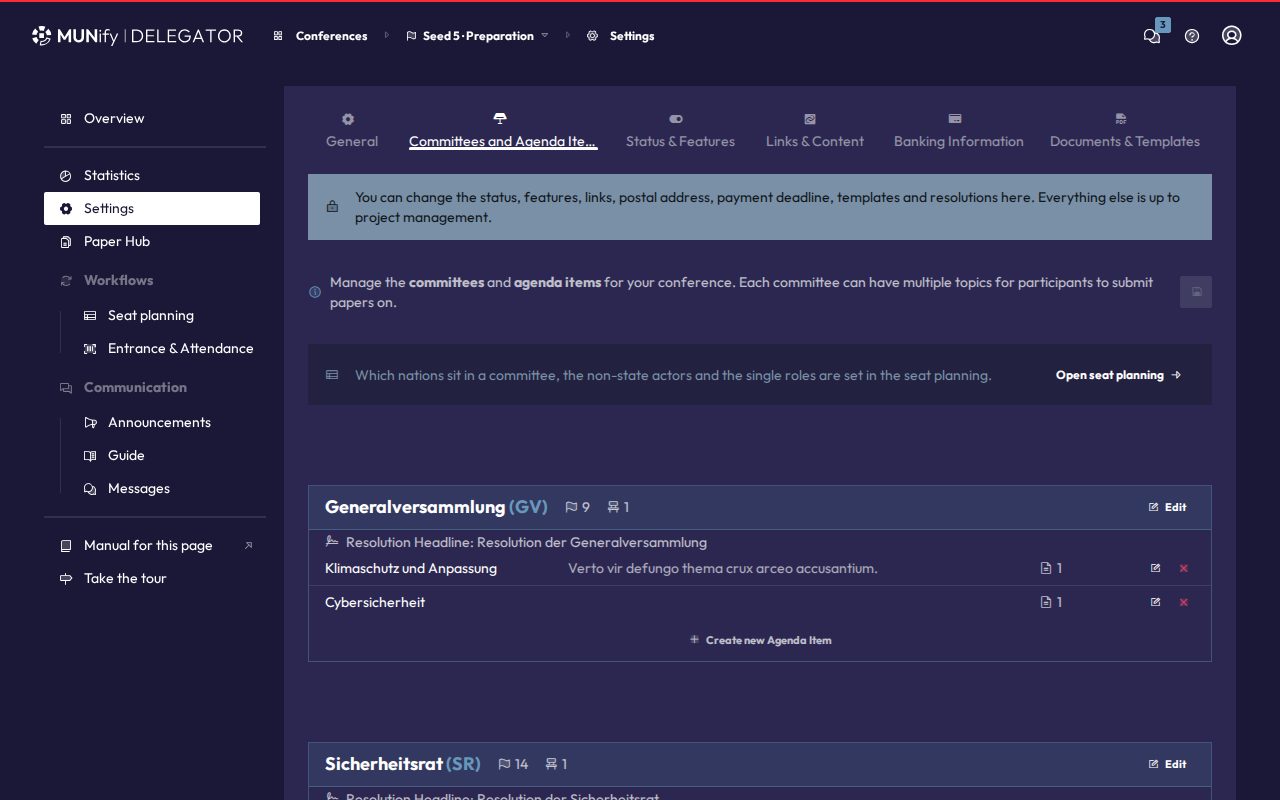 MUNify | DELEGATOR
Conferences
Seed 5 · Preparation
Settings
3
Overview
Statistics
Settings
Paper Hub
Workflows
Seat planning
Entrance & Attendance
Communication
Announcements
Guide
Messages
Manual for this page
Take the tour
General
Committees and Agenda Ite...
Status & Features
Links & Content
Banking Information
Documents & Templates
You can change the status, features, links, postal address, payment deadline, templates and resolutions here. Everything else is up to
project management.
Manage the committees and agenda items for your conference. Each committee can have multiple topics for participants to submit
papers on.
Which nations sit in a committee, the non-state actors and the single roles are set in the seat planning.
Open seat planning
Generalversammlung (GV) 9 1
Edit
Resolution Headline: Resolution der Generalversammlung
Klimaschutz und Anpassung Verto vir defungo thema crux arceo accusantium. 1
Cybersicherheit 1
Create new Agenda Item
Sicherheitsrat (SR) 14 1
Edit
Resolution Headline: Resolution der Sicherheitsrat